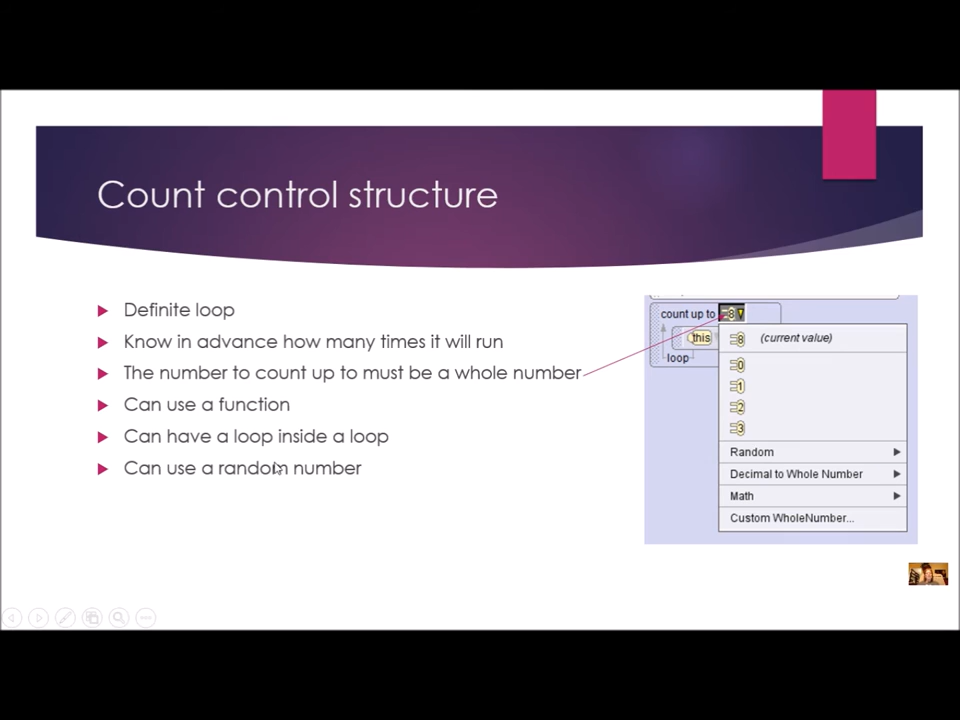 Count control structure
Definite loop
Know in advance how many times it will run
The number to count up to must be a whole number
Can use a function
Can have a loop inside a loop
Can use a random number
count up to 8
this
loop
8 (current value)
0
1
2
3
Random
Decimal to Whole Number
Math
Custom WholeNumber...